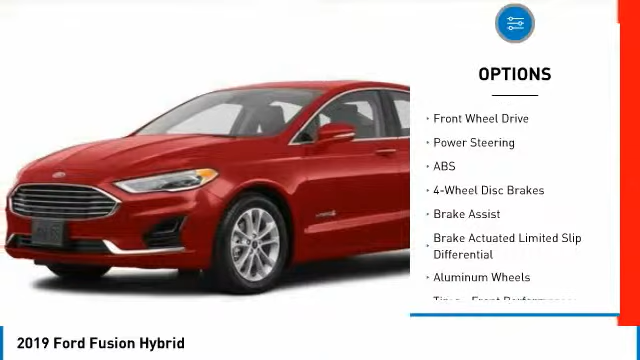 OPTIONS
Front Wheel Drive
Power Steering
ABS
4-Wheel Disc Brakes
Brake Assist
Brake Actuated Limited Slip
Differential
Aluminum Wheels
2019 Ford Fusion Hybrid